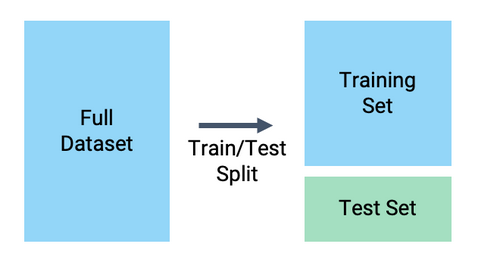 Full
Dataset
Train/Test
Split
Training
Set
Test Set